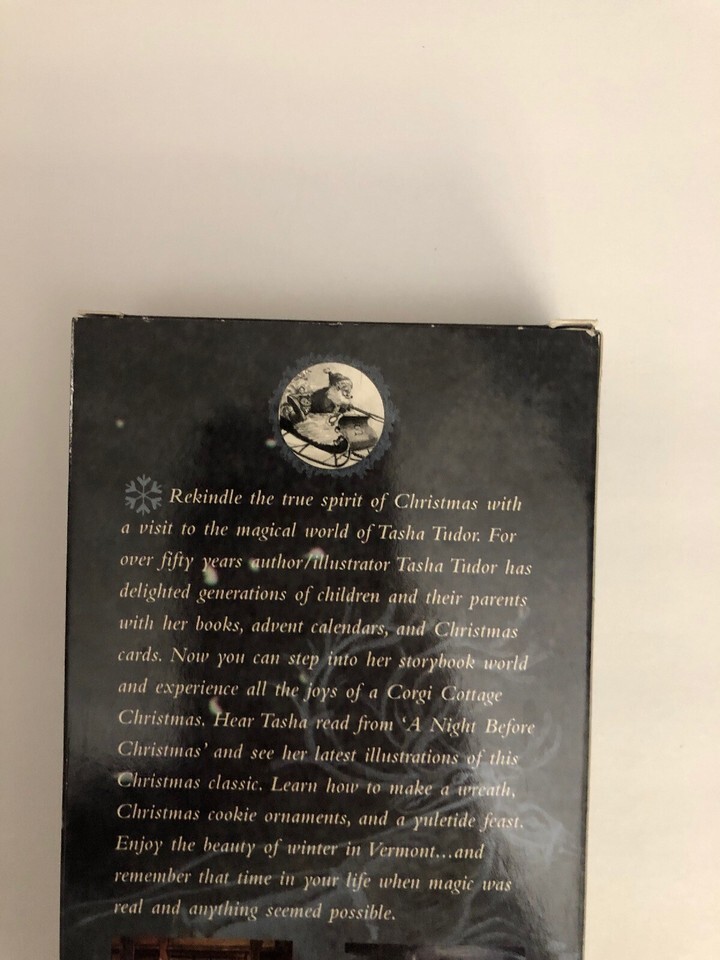 Rekindle the true spirit of Christmas with
a visit to the magical world of Tasha Tudor. For
over fifty years author/illustrator Tasha Tudor has
delighted generations of children and their parents
with her books, advent calendars, and Christmas
cards. Now you can step into her storybook world
and experience all the joys of a Corgi Cottage
Christmas. Hear Tasha read from ‘A Night Before
Christmas’ and see her latest illustrations of this
Christmas classic. Learn how to make a wreath,
Christmas cookie ornaments, and a yuletide feast.
Enjoy the beauty of winter in Vermont...and
remember that time in your life when magic was
real and anything seemed possible.